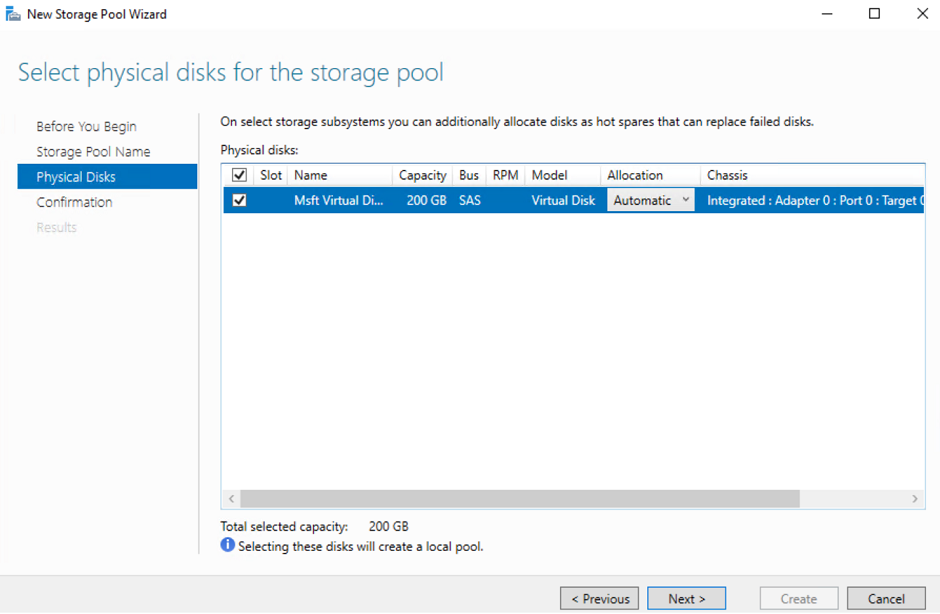 New Storage Pool Wizard
Select physical disks for the storage pool
Before You Begin
Storage Pool Name
Physical Disks
Confirmation
Results
On select storage subsystems you can additionally allocate disks as hot spares that can replace failed disks.
Physical disks:
Slot Name Capacity Bus RPM Model Allocation Chassis
Msft Virtual Di... 200 GB SAS Virtual Disk Automatic Integrated : Adapter 0 : Port 0 : Target 0
Total selected capacity: 200 GB
Selecting these disks will create a local pool.
< Previous Next > Create Cancel